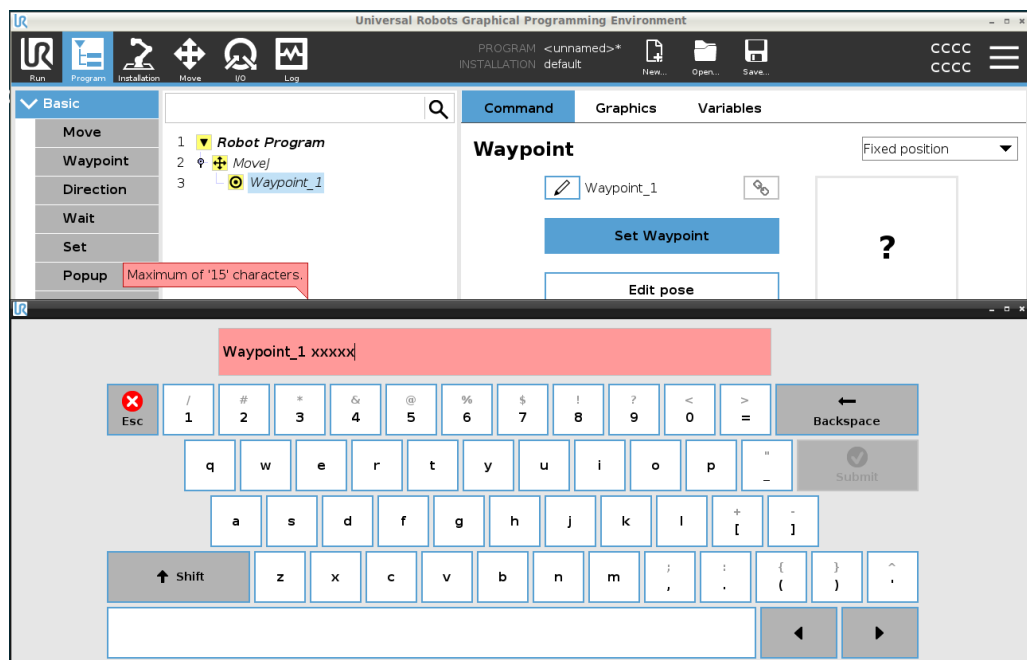 UR
Universal Robots Graphical Programming Environment
Run
Program
Installation
Move
I/O
Log
PROGRAM <unnamed>*
INSTALLATION default
New...
Open...
Save...
CCCC
CCCC
Basic
Move
Waypoint
Direction
Wait
Set
Popup
1 Robot Program
2 MoveJ
3 Waypoint_1
Command Graphics Variables
Waypoint
Fixed position
Waypoint_1
Set Waypoint
?
Edit pose
Maximum of '15' characters.
UR
Waypoint_1 xxxxx
/ # * & @ % $ ! ? < >
Esc 1 2 3 4 5 6 7 8 9 0 = Backspace
q w e r t y u i o p " _ Submit
a s d f g h j k l + [ - ]
Shift z x c v b n m ; , : . { ( } ) ^ '